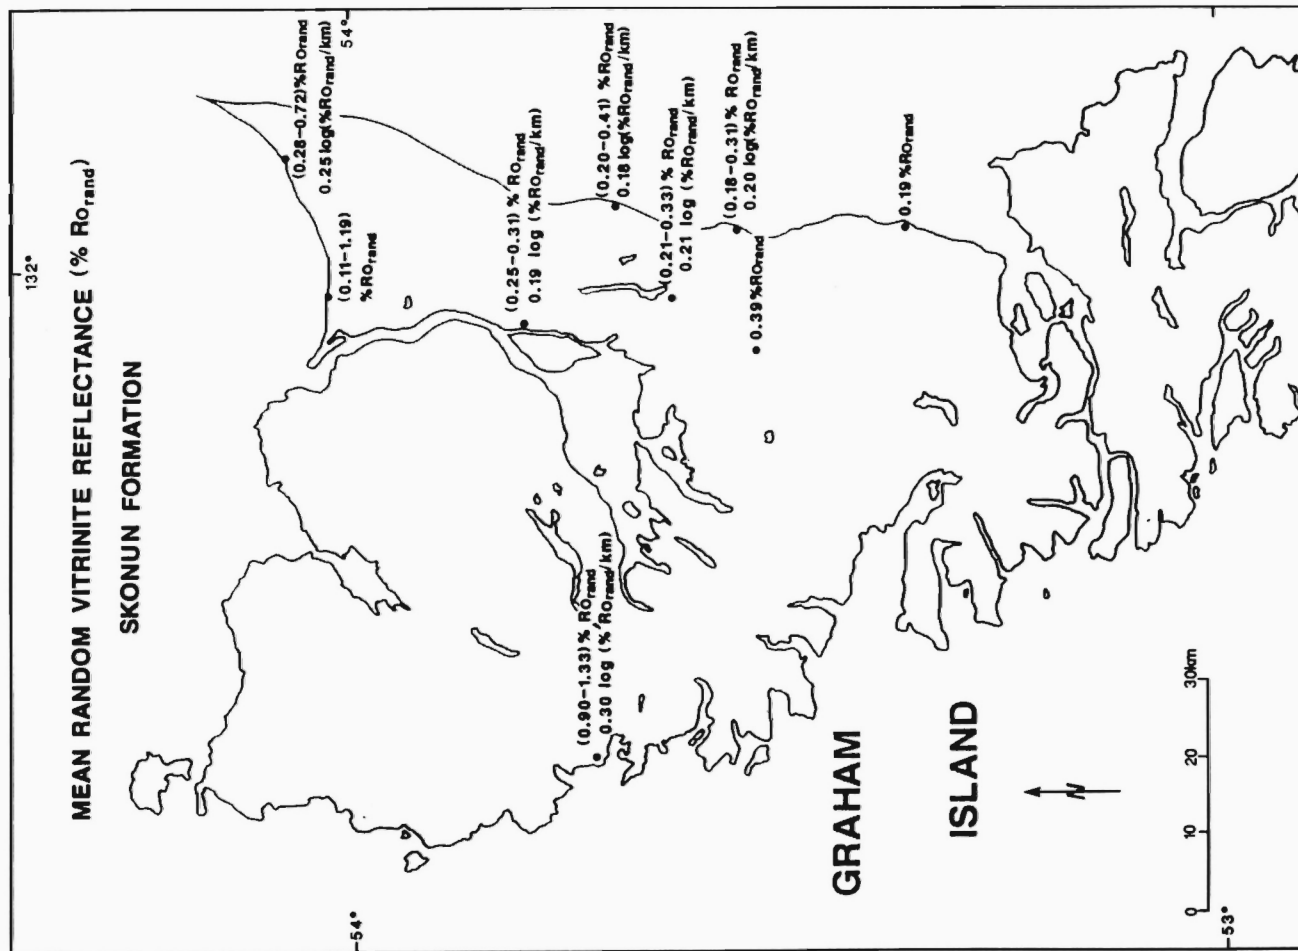 MEAN RANDOM VITRINITE REFLECTANCE (% Ro_rand)
SKONUN FORMATION
132°
54°
54°
53°
(0.28-0.72)%ROrand
0.25log(%ROrand/km)
(0.11-1.19)
%ROrand
(0.25-0.31)% ROrand
0.19 log (%ROrand/km)
(0.20-0.41) %ROrand
0.18 log(%ROrand/km)
(0.21-0.33)% ROrand
0.21 log (%ROrand/km)
(0.18-0.31)% ROrand
0.20 log(%ROrand/km)
0.39%ROrand
0.19%ROrand
(0.90-1.33)% ROrand
0.30 log (%'ROrand/km)
GRAHAM
ISLAND
N
0 10 20 30km